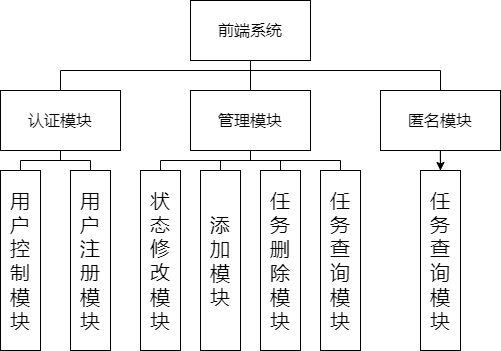 前端系统
认证模块
管理模块
匿名模块
用户控制模块
用户注册模块
状态修改模块
添加模块
任务删除模块
任务查询模块
任务查询模块